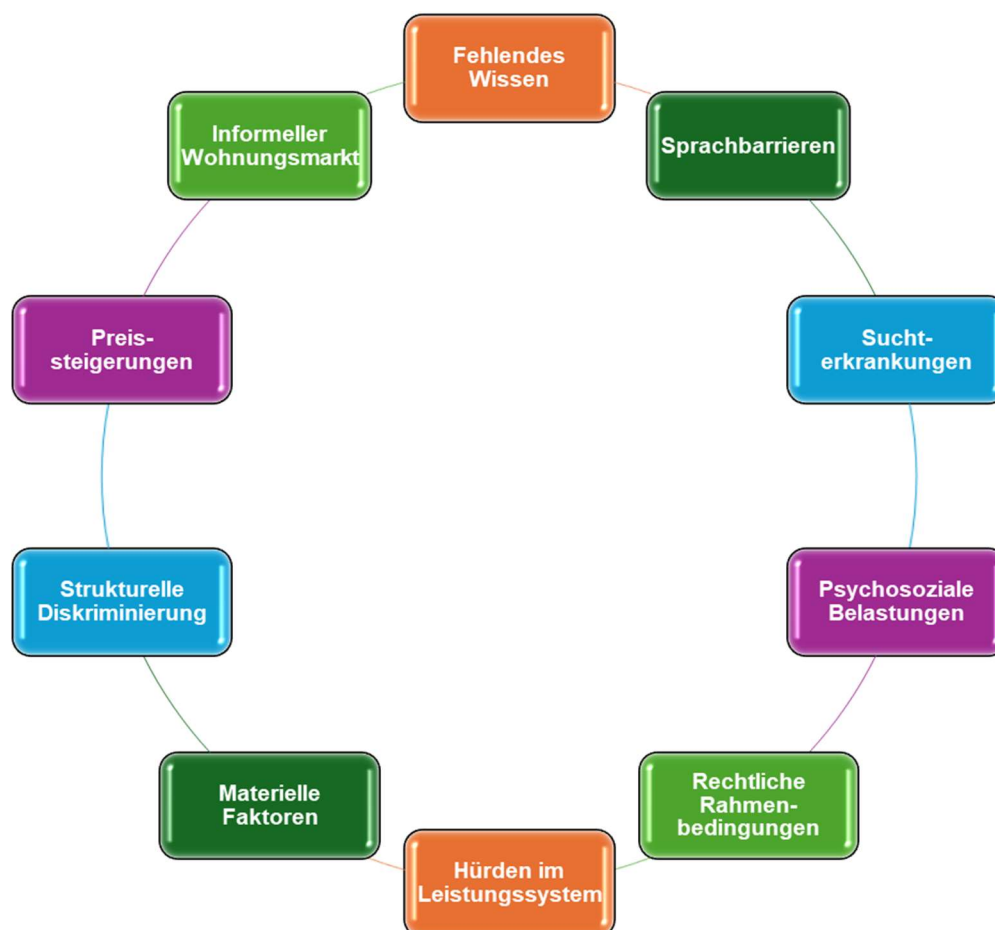 Fehlendes
Wissen
Sprachbarrieren
Sucht-
erkrankungen
Psychosoziale
Belastungen
Rechtliche
Rahmen-
bedingungen
Hürden im
Leistungssystem
Materielle
Faktoren
Strukturelle
Diskriminierung
Preis-
steigerungen
Informeller
Wohnungsmarkt